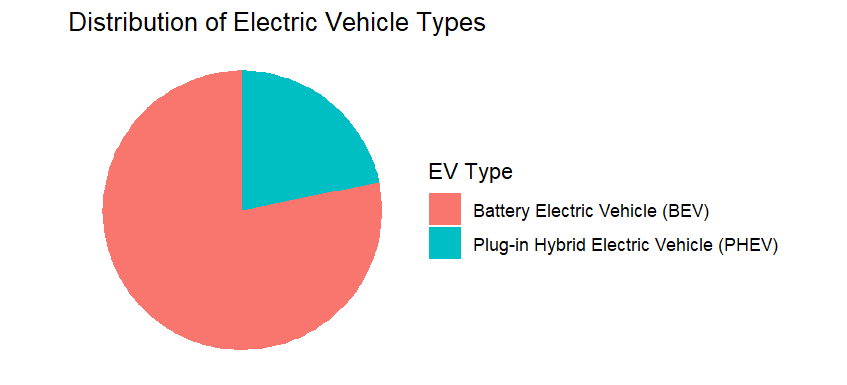 Distribution of Electric Vehicle Types
EV Type
Battery Electric Vehicle (BEV)
Plug-in Hybrid Electric Vehicle (PHEV)